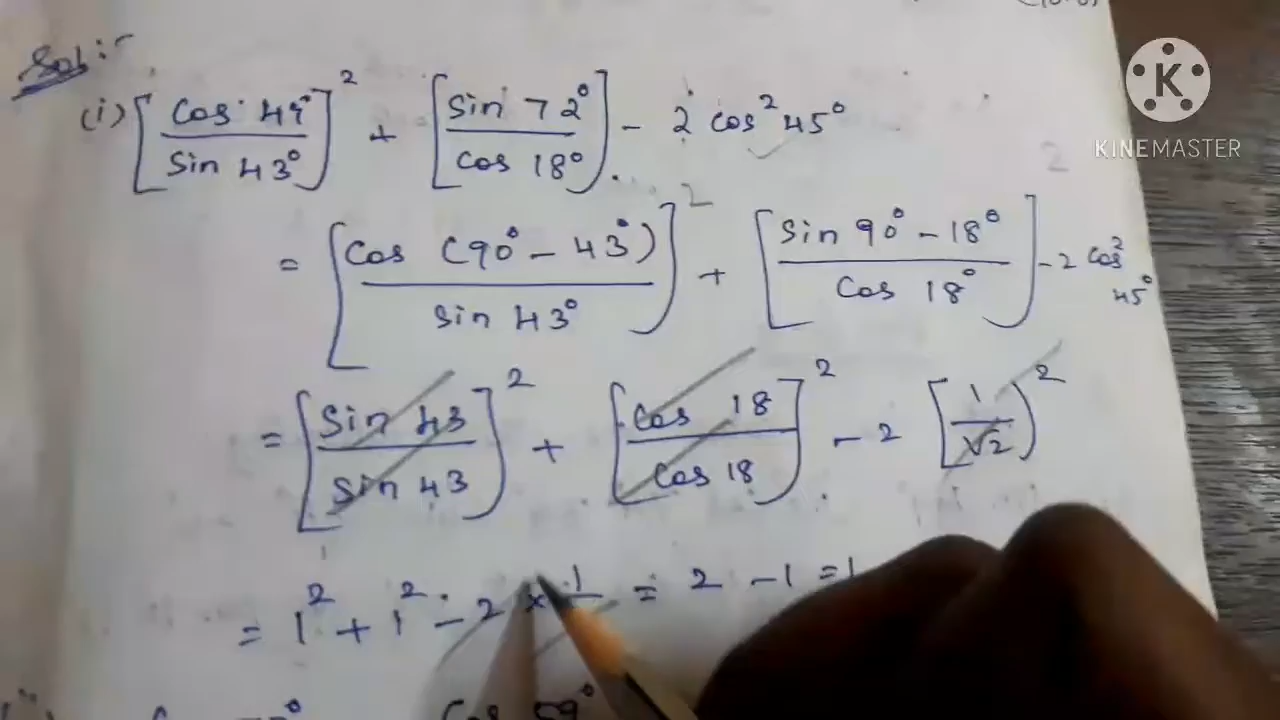 Sol:-
K
KINEMASTER
(i) [cos 47° / sin 43°]² + [sin 72° / cos 18°] - 2 cos² 45°
= [cos (90° - 43°) / sin 43°]² + [sin 90° - 18° / cos 18°] - 2 cos² 45°
= [sin 43 / sin 43]² + [cos 18 / cos 18]² - 2 [1 / √2]²
= 1² + 1² - 2 × 1 = 2 - 1 = 1